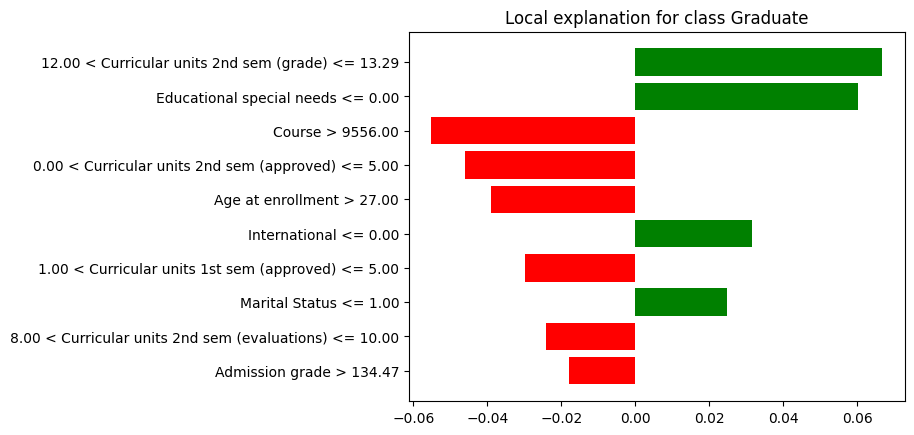 Local explanation for class Graduate
12.00 < Curricular units 2nd sem (grade) <= 13.29
Educational special needs <= 0.00
Course > 9556.00
0.00 < Curricular units 2nd sem (approved) <= 5.00
Age at enrollment > 27.00
International <= 0.00
1.00 < Curricular units 1st sem (approved) <= 5.00
Marital Status <= 1.00
8.00 < Curricular units 2nd sem (evaluations) <= 10.00
Admission grade > 134.47
−0.06 −0.04 −0.02 0.00 0.02 0.04 0.06